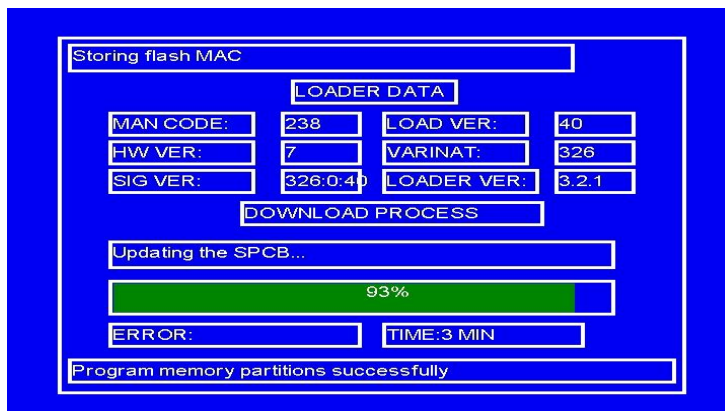 Storing flash MAC
LOADER DATA
MAN CODE: 238 LOAD VER: 40
HW VER: 7 VARINAT: 326
SIG VER: 326:0:40 LOADER VER: 3.2.1
DOWNLOAD PROCESS
Updating the SPCB...
93%
ERROR: TIME:3 MIN
Program memory partitions successfully